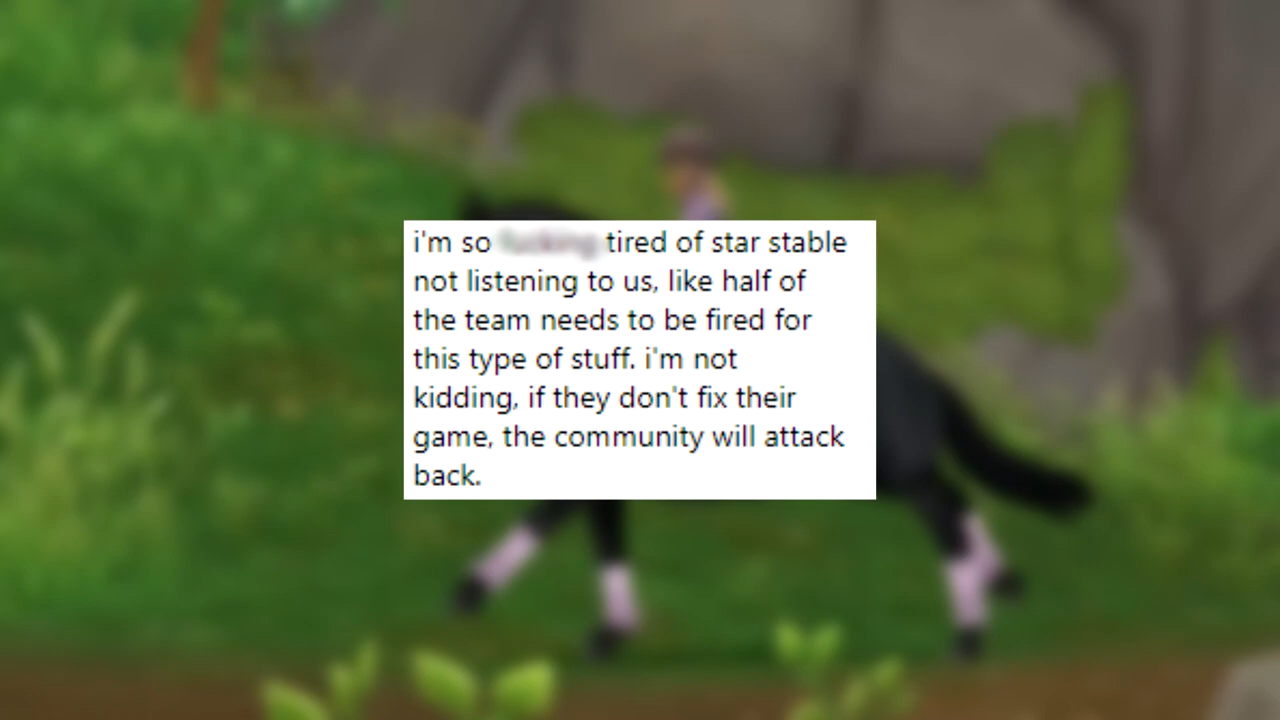 i'm so fucking tired of star stable
not listening to us, like half of
the team needs to be fired for
this type of stuff. i'm not
kidding, if they don't fix their
game, the community will attack
back.